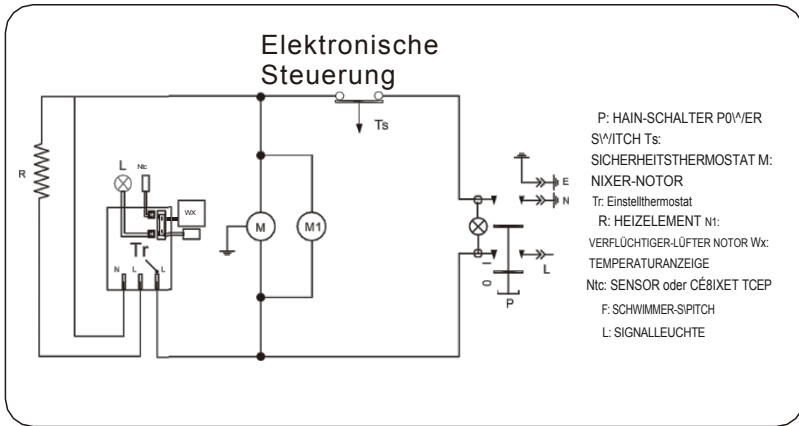 Elektronische
Steuerung
Ts
R
L
Ntc
WX
Tr
N L L
M
M1
E
N
L
I
O
P
P: HAIN-SCHALTER P0\^/ER
S\^/ITCH Ts:
SICHERHEITSTHERMOSTAT M:
NIXER-NOTOR
Tr: Einstellthermostat
R: HEIZELEMENT N1:
VERFLÜCHTIGER-LÜFTER NOTOR Wx:
TEMPERATURANZEIGE
Ntc: SENSOR oder CÉ8IXET TCEP
F: SCHWIMMER-S\PITCH
L: SIGNALLEUCHTE